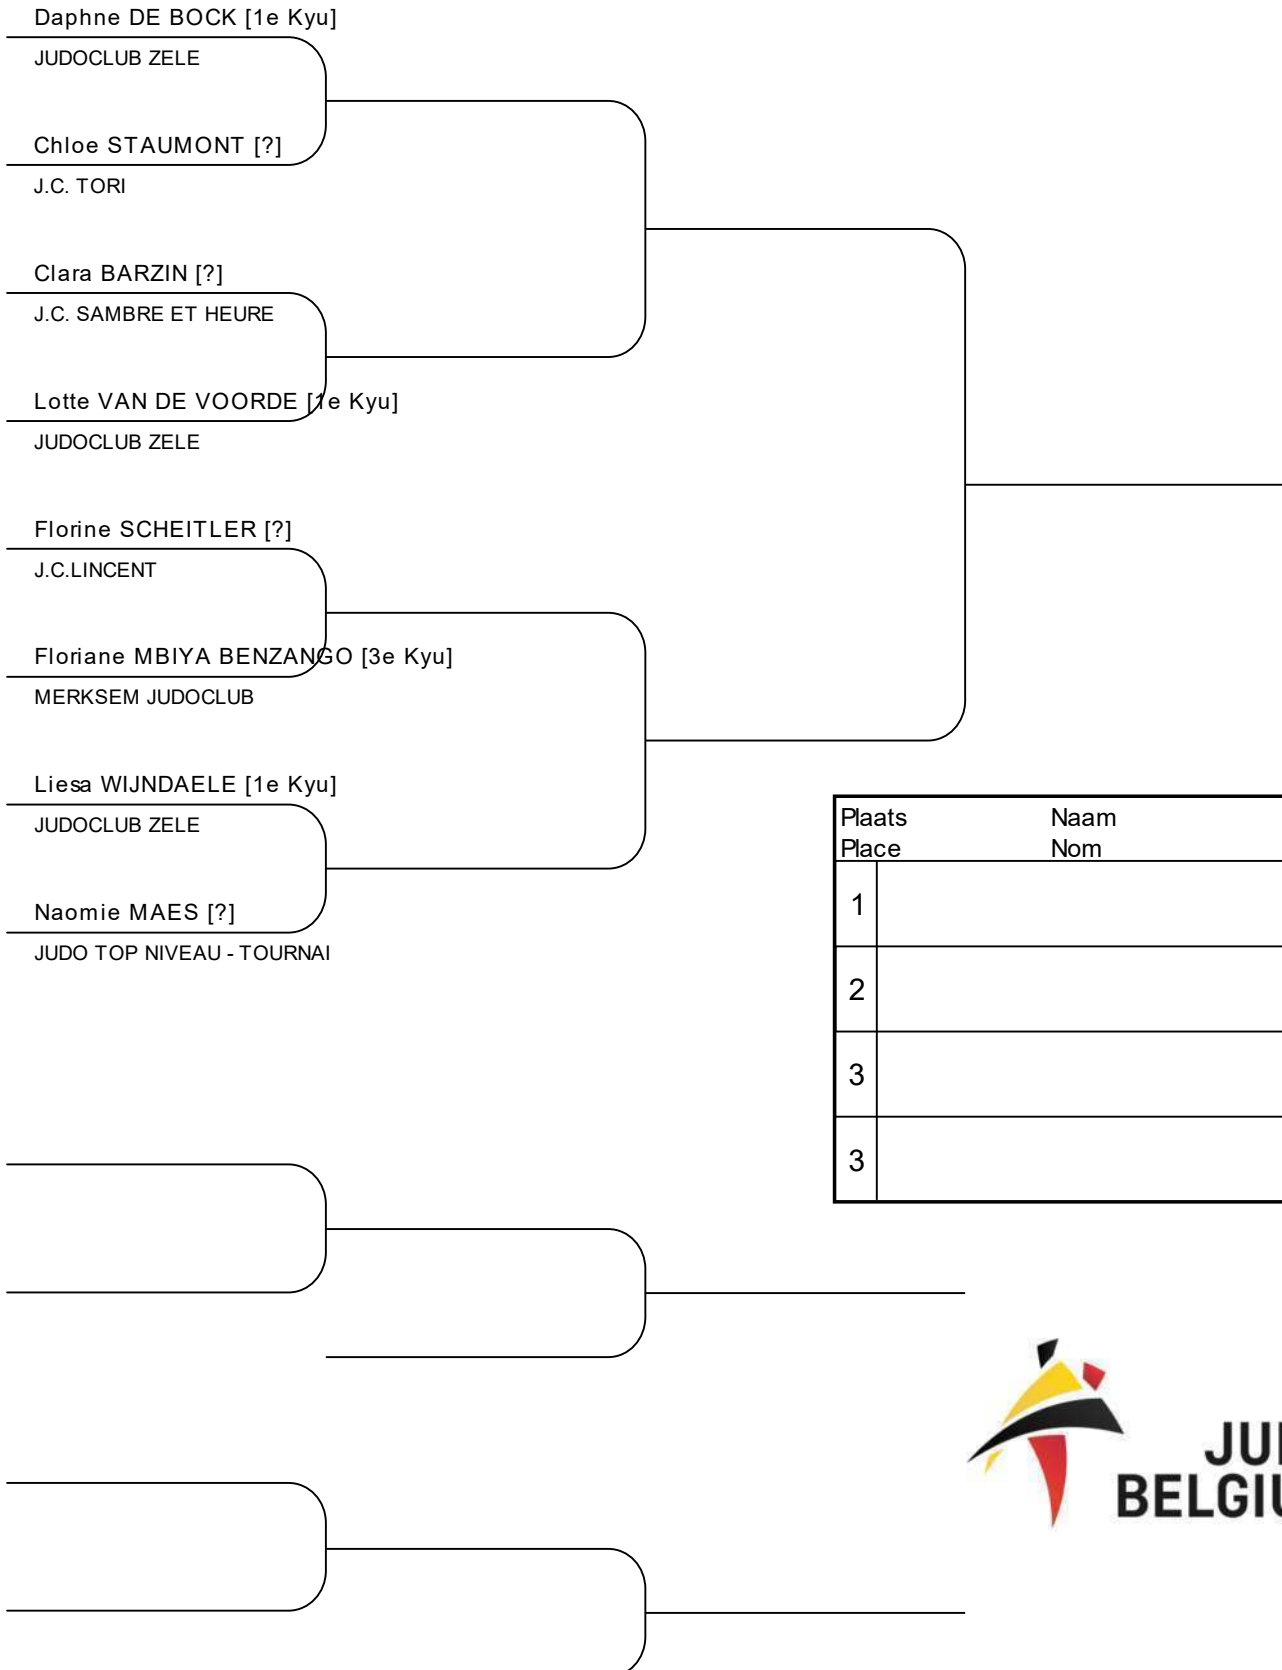 Daphne DE BOCK [1e Kyu]
JUDOCLUB ZELE
Chloe STAUMONT [?]
J.C. TORI
Clara BARZIN [?]
J.C. SAMBRE ET HEURE
Lotte VAN DE VOORDE [1e Kyu]
JUDOCLUB ZELE
Florine SCHEITLER [?]
J.C.LINCENT
Floriane MBIYA BENZANGO [3e Kyu]
MERKSEM JUDOCLUB
Liesa WIJNDAELE [1e Kyu]
JUDOCLUB ZELE
Naomie MAES [?]
JUDO TOP NIVEAU - TOURNAI
Plaats Naam
Place Nom
1
2
3
3